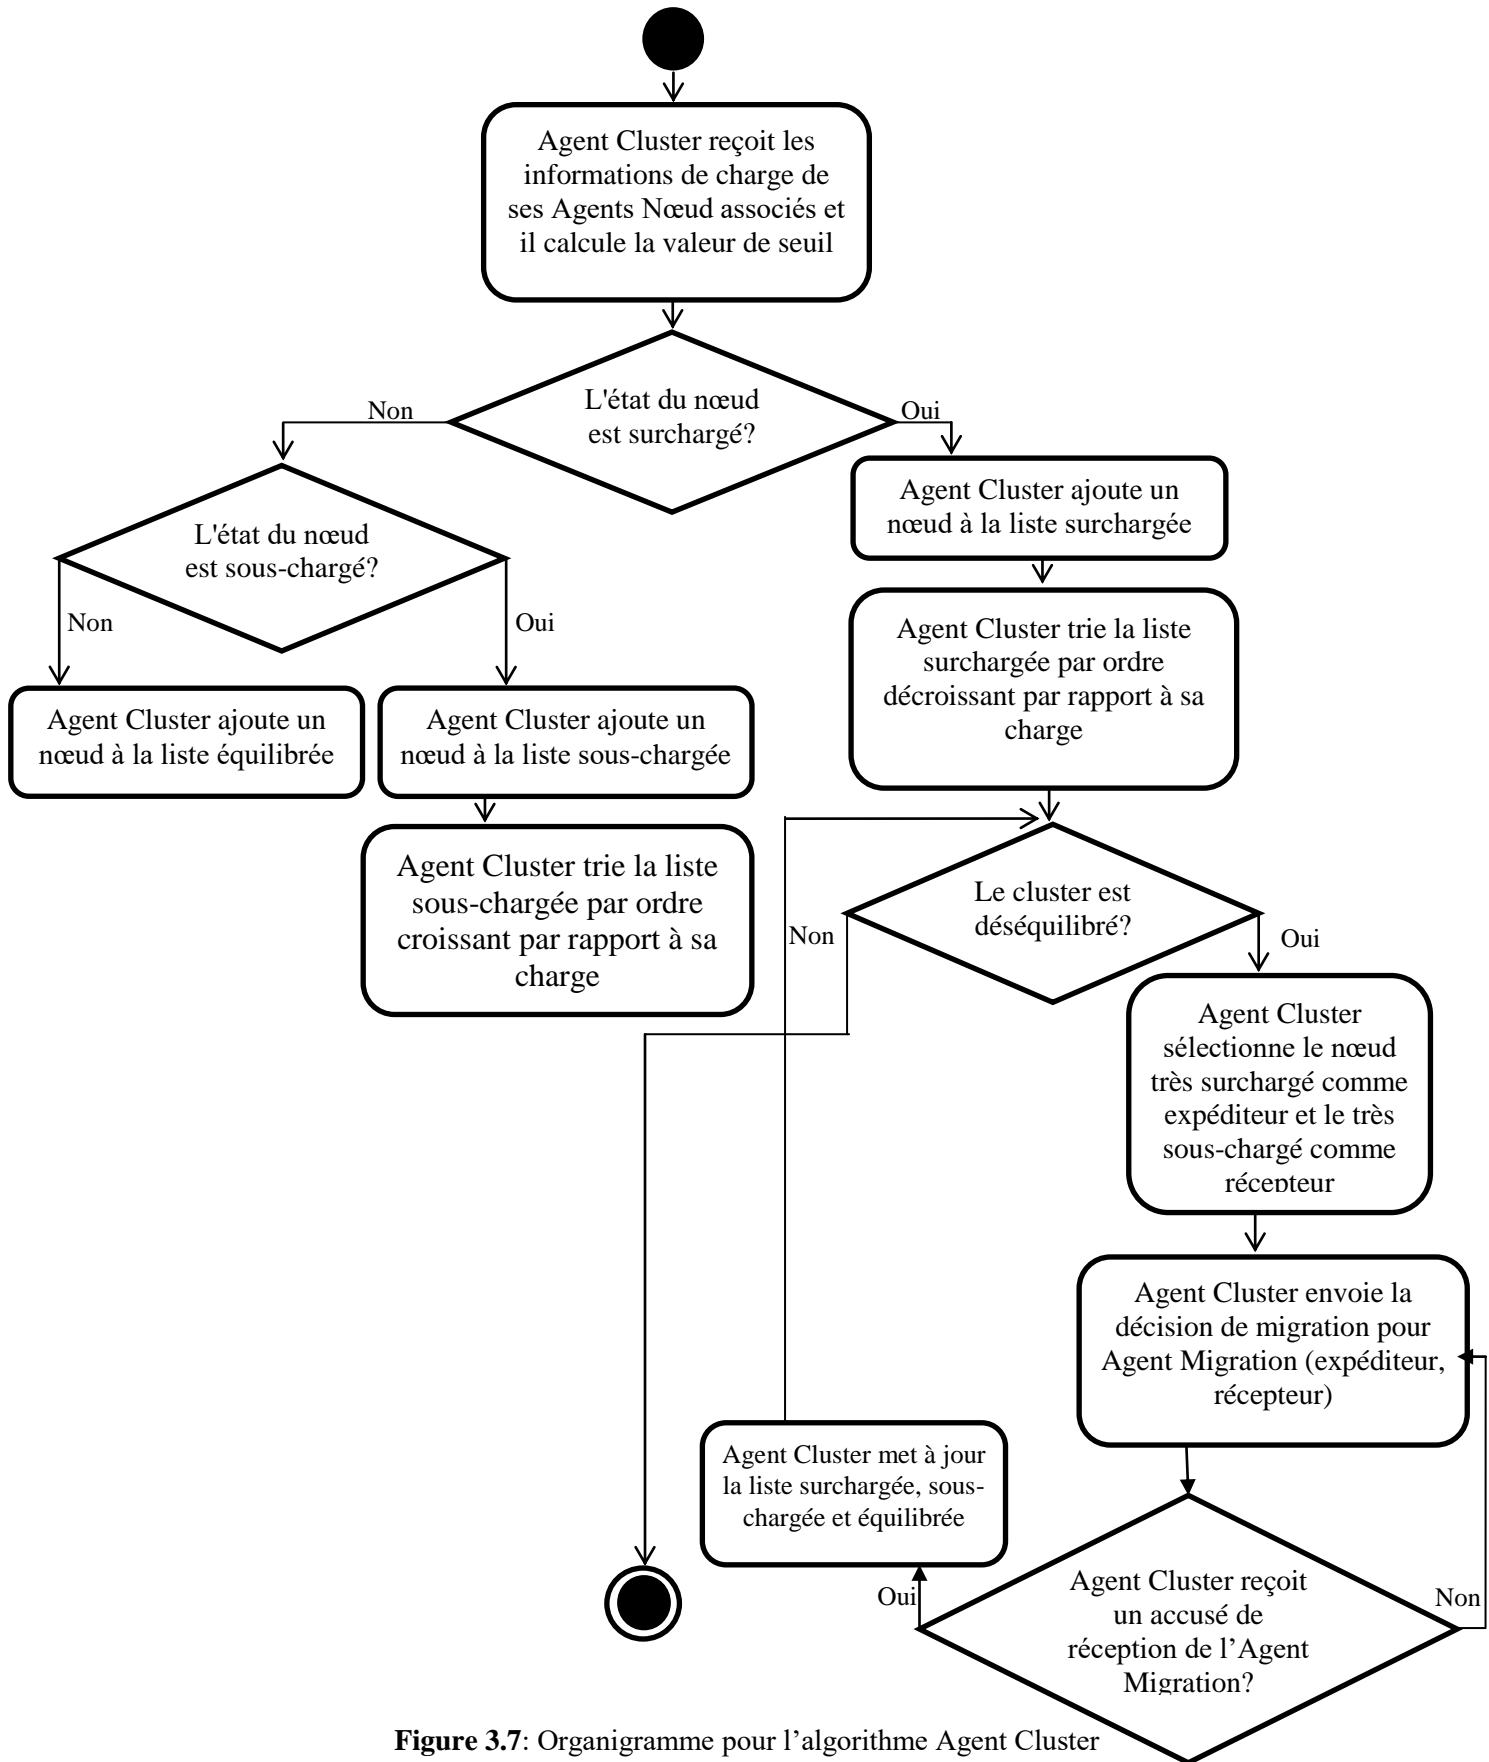 Agent Cluster reçoit les
informations de charge de
ses Agents Nœud associés et
il calcule la valeur de seuil
L'état du nœud
est surchargé?
Non
Oui
Agent Cluster ajoute un
nœud à la liste surchargée
L'état du nœud
est sous-chargé?
Non
Oui
Agent Cluster trie la liste
surchargée par ordre
décroissant par rapport à sa
charge
Agent Cluster ajoute un
nœud à la liste équilibrée
Agent Cluster ajoute un
nœud à la liste sous-chargée
Agent Cluster trie la liste
sous-chargée par ordre
croissant par rapport à sa
charge
Le cluster est
déséquilibré?
Non
Oui
Agent Cluster
sélectionne le nœud
très surchargé comme
expéditeur et le très
sous-chargé comme
récepteur
Agent Cluster envoie la
décision de migration pour
Agent Migration (expéditeur,
récepteur)
Agent Cluster met à jour
la liste surchargée, sous-
chargée et équilibrée
Agent Cluster reçoit
un accusé de
réception de l’Agent
Migration?
Oui
Non
Figure 3.7: Organigramme pour l’algorithme Agent Cluster